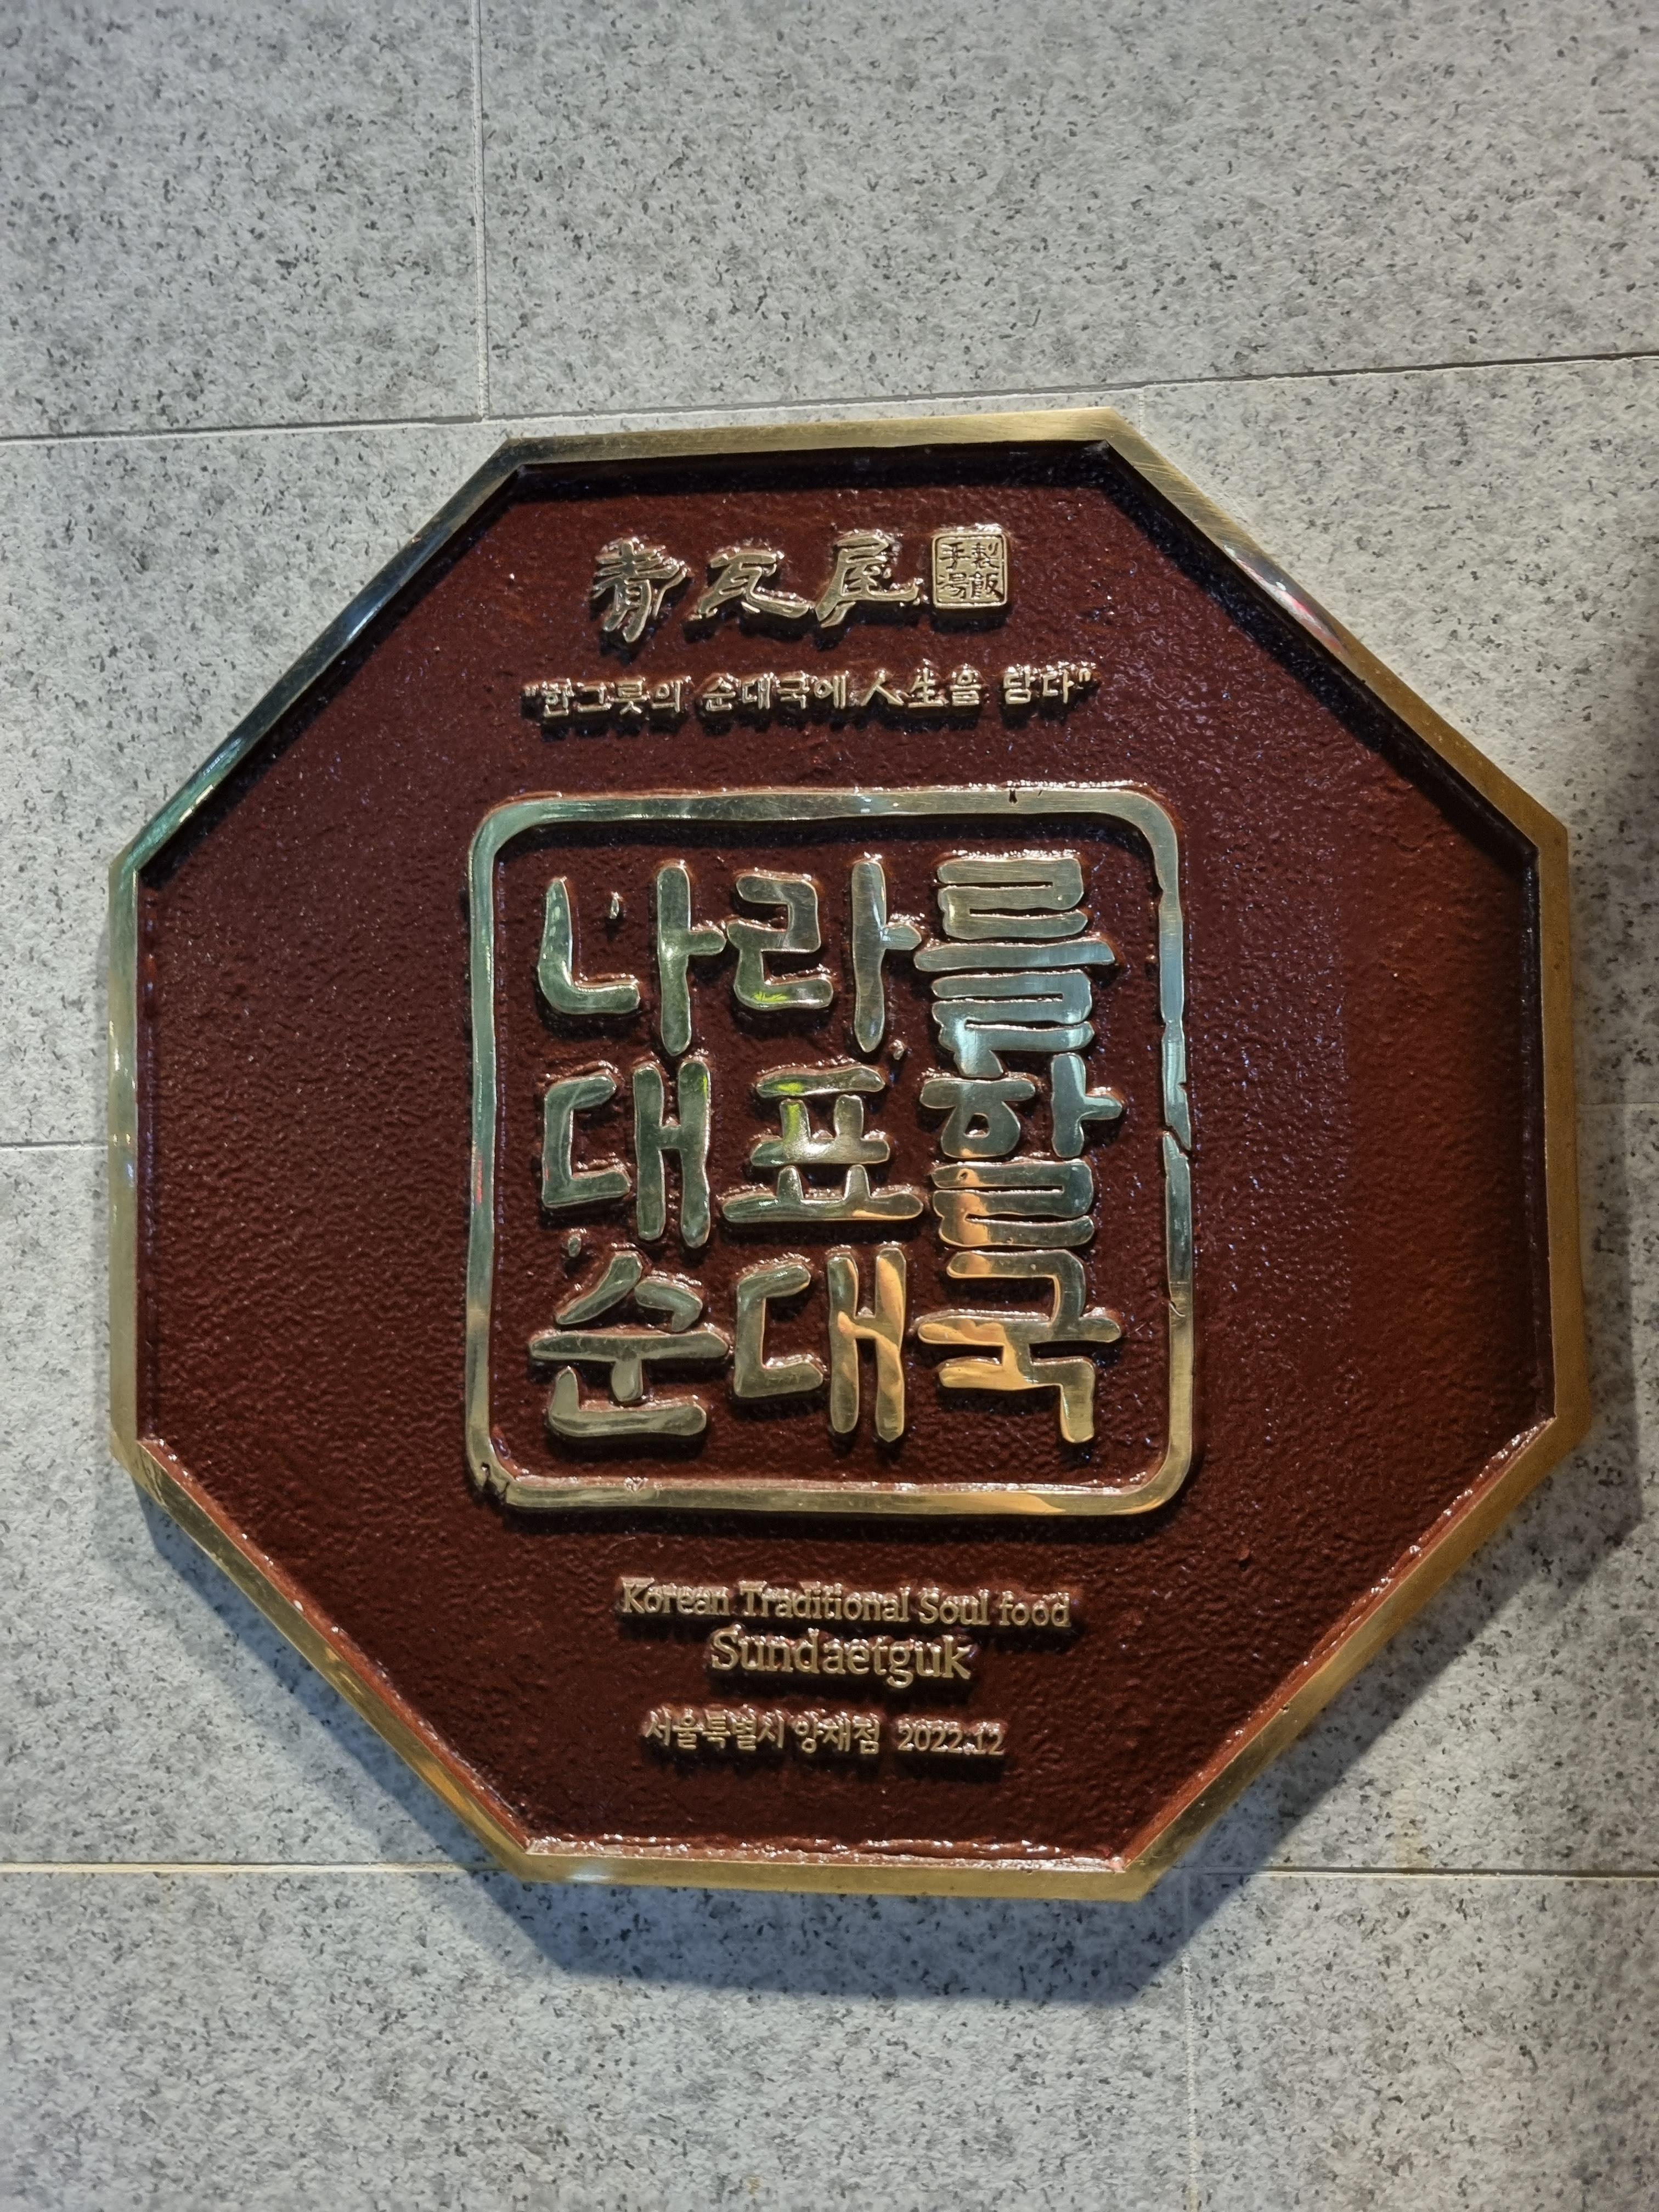 青瓦屋 手製湯飯
"한그릇의 순대국에 人生을 담다"
나라를
대표할
순대국
Korean Traditional Soul food
Sundaetguk
서울특별시 양재점 2022.12